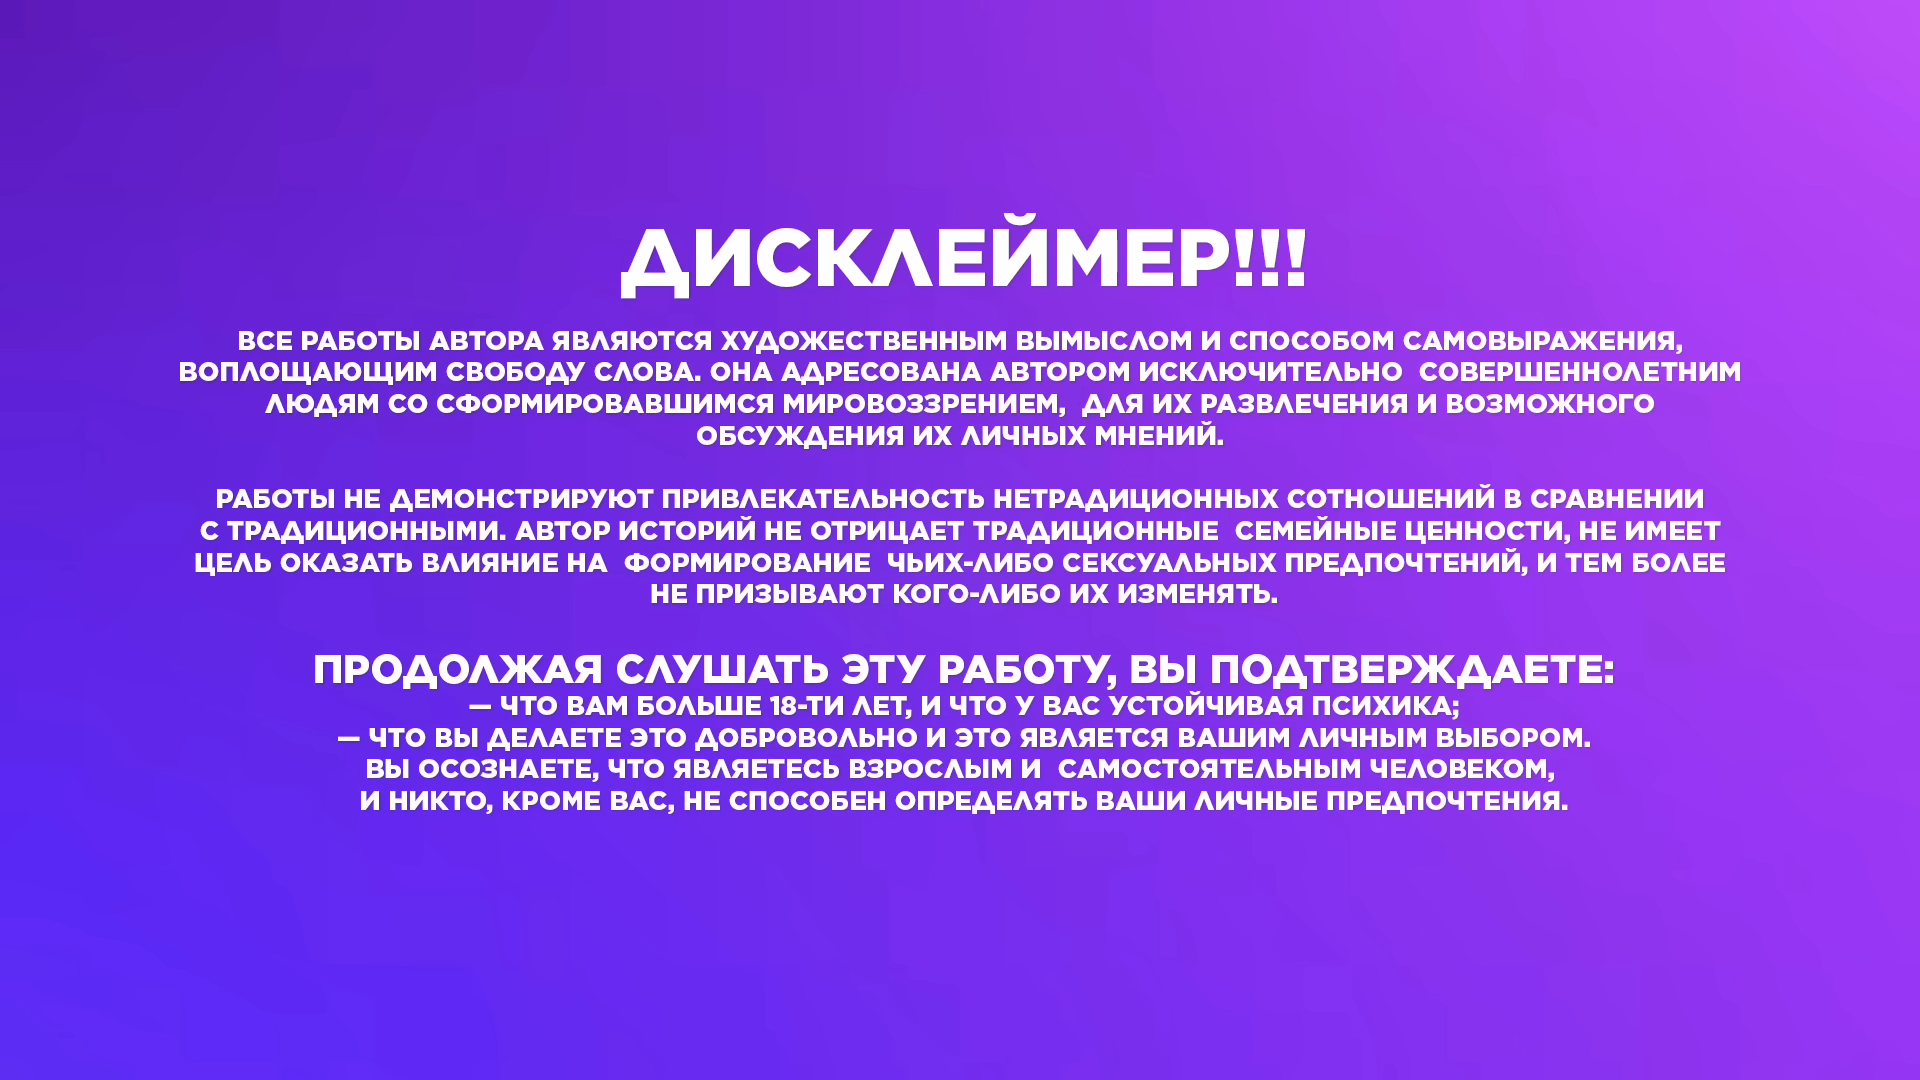 ДИСКЛЕЙМЕР!!!
ВСЕ РАБОТЫ АВТОРА ЯВЛЯЮТСЯ ХУДОЖЕСТВЕННЫМ ВЫМЫСЛОМ И СПОСОБОМ САМОВЫРАЖЕНИЯ,
ВОПЛОЩАЮЩИМ СВОБОДУ СЛОВА. ОНА АДРЕСОВАНА АВТОРОМ ИСКЛЮЧИТЕЛЬНО СОВЕРШЕННОЛЕТНИМ
ЛЮДЯМ СО СФОРМИРОВАВШИМСЯ МИРОВОЗЗРЕНИЕМ, ДЛЯ ИХ РАЗВЛЕЧЕНИЯ И ВОЗМОЖНОГО
ОБСУЖДЕНИЯ ИХ ЛИЧНЫХ МНЕНИЙ.
РАБОТЫ НЕ ДЕМОНСТРИРУЮТ ПРИВЛЕКАТЕЛЬНОСТЬ НЕТРАДИЦИОННЫХ СОТНОШЕНИЙ В СРАВНЕНИИ
С ТРАДИЦИОННЫМИ. АВТОР ИСТОРИЙ НЕ ОТРИЦАЕТ ТРАДИЦИОННЫЕ СЕМЕЙНЫЕ ЦЕННОСТИ, НЕ ИМЕЕТ
ЦЕЛЬ ОКАЗАТЬ ВЛИЯНИЕ НА ФОРМИРОВАНИЕ ЧЬИХ-ЛИБО СЕКСУАЛЬНЫХ ПРЕДПОЧТЕНИЙ, И ТЕМ БОЛЕЕ
НЕ ПРИЗЫВАЮТ КОГО-ЛИБО ИХ ИЗМЕНЯТЬ.
ПРОДОЛЖАЯ СЛУШАТЬ ЭТУ РАБОТУ, ВЫ ПОДТВЕРЖДАЕТЕ:
— ЧТО ВАМ БОЛЬШЕ 18-ТИ ЛЕТ, И ЧТО У ВАС УСТОЙЧИВАЯ ПСИХИКА;
— ЧТО ВЫ ДЕЛАЕТЕ ЭТО ДОБРОВОЛЬНО И ЭТО ЯВЛЯЕТСЯ ВАШИМ ЛИЧНЫМ ВЫБОРОМ.
ВЫ ОСОЗНАЕТЕ, ЧТО ЯВЛЯЕТЕСЬ ВЗРОСЛЫМ И САМОСТОЯТЕЛЬНЫМ ЧЕЛОВЕКОМ,
И НИКТО, КРОМЕ ВАС, НЕ СПОСОБЕН ОПРЕДЕЛЯТЬ ВАШИ ЛИЧНЫЕ ПРЕДПОЧТЕНИЯ.